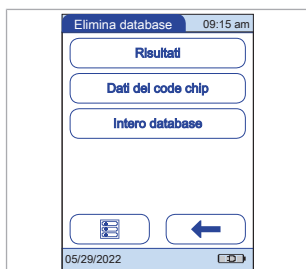 Elimina database 09:15 am
Risultati
Dati dei code chip
Intero database
05/29/2022